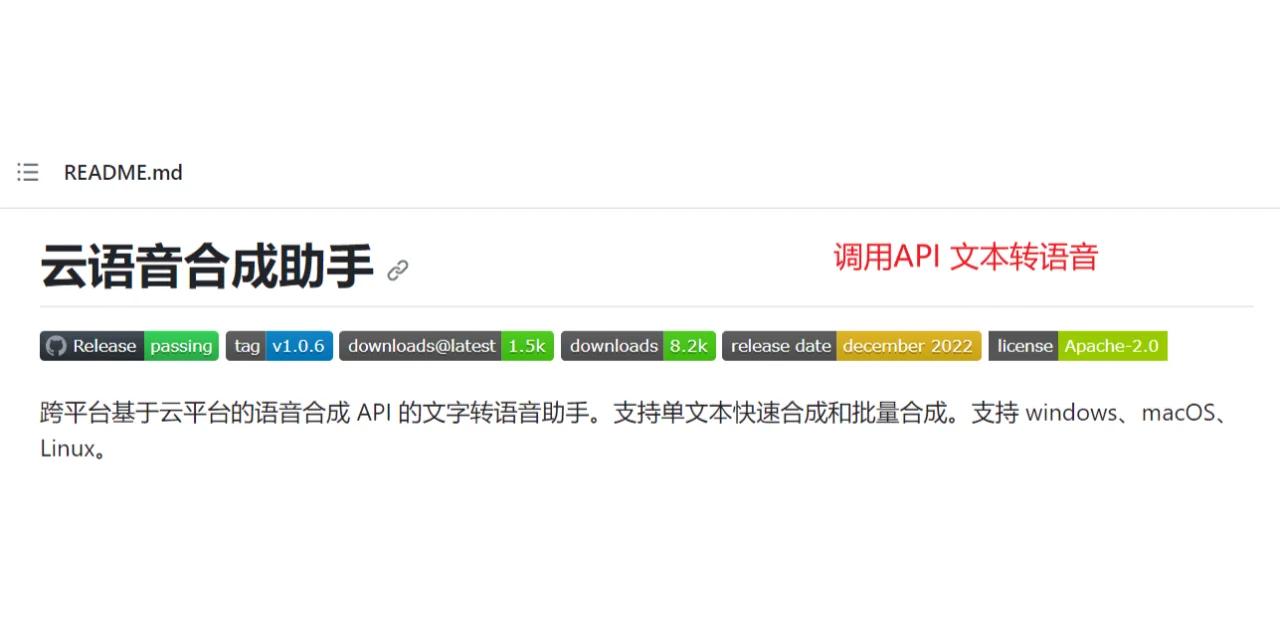 README.md
云语音合成助手
调用API 文本转语音
Release passing tag v1.0.6 downloads@latest 1.5k downloads 8.2k release date december 2022 license Apache-2.0
跨平台基于云平台的语音合成 API 的文字转语音助手。支持单文本快速合成和批量合成。支持 windows、macOS、
Linux。